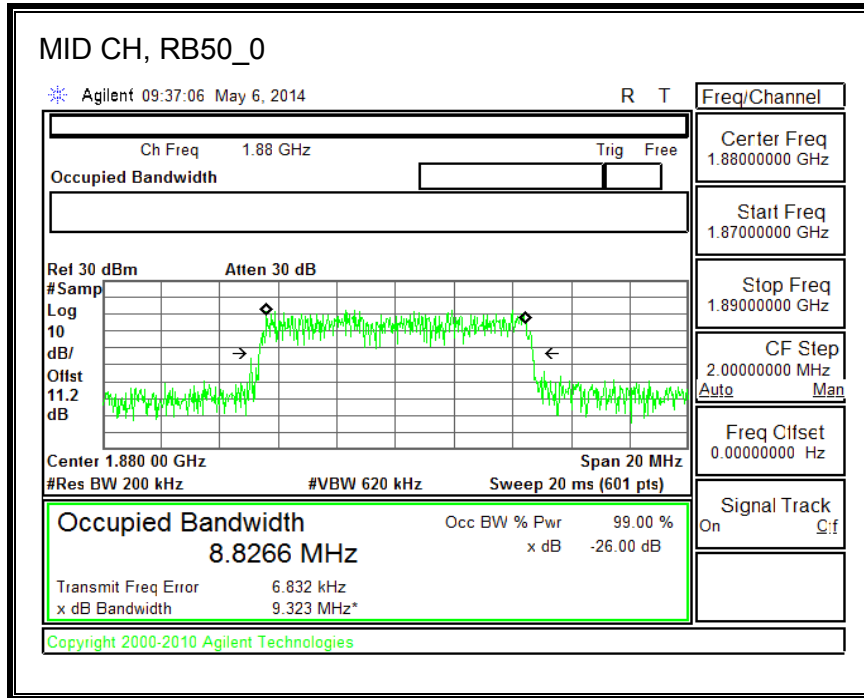 MID CH, RB50_0
Agilent 09:37:06 May 6, 2014 R T
Freq/Channel
Ch Freq 1.88 GHz Trig Free
Occupied Bandwidth
Center Freq
1.88000000 GHz
Start Freq
1.87000000 GHz
Stop Freq
1.89000000 GHz
CF Step
2.00000000 MHz
Auto Man
Freq Offset
0.00000000 Hz
Signal Track
On Off
Ref 30 dBm Atten 30 dB
#Samp
Log
10
dB/
Offst
11.2
dB
Center 1.880 00 GHz Span 20 MHz
#Res BW 200 kHz #VBW 620 kHz Sweep 20 ms (601 pts)
Occupied Bandwidth
8.8266 MHz
Occ BW % Pwr 99.00 %
x dB -26.00 dB
Transmit Freq Error 6.832 kHz
x dB Bandwidth 9.323 MHz*
Copyright 2000-2010 Agilent Technologies